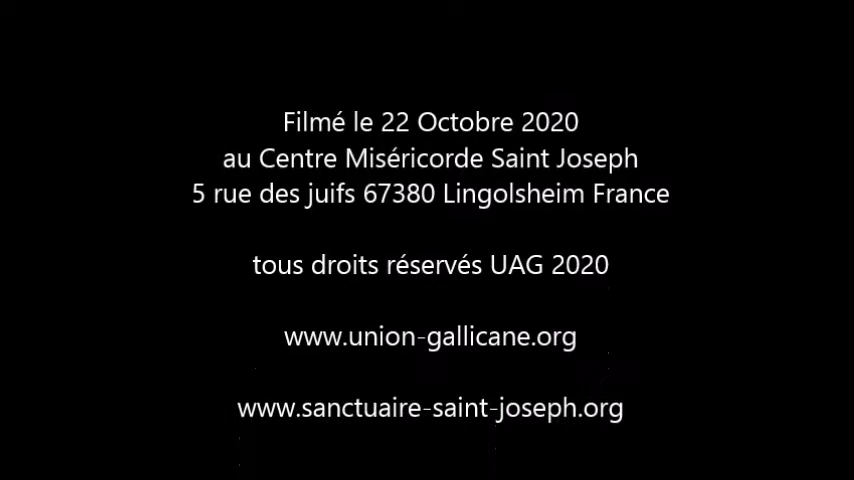 Filmé le 22 Octobre 2020
au Centre Miséricorde Saint Joseph
5 rue des juifs 67380 Lingolsheim France
tous droits réservés UAG 2020
www.union-gallicane.org
www.sanctuaire-saint-joseph.org